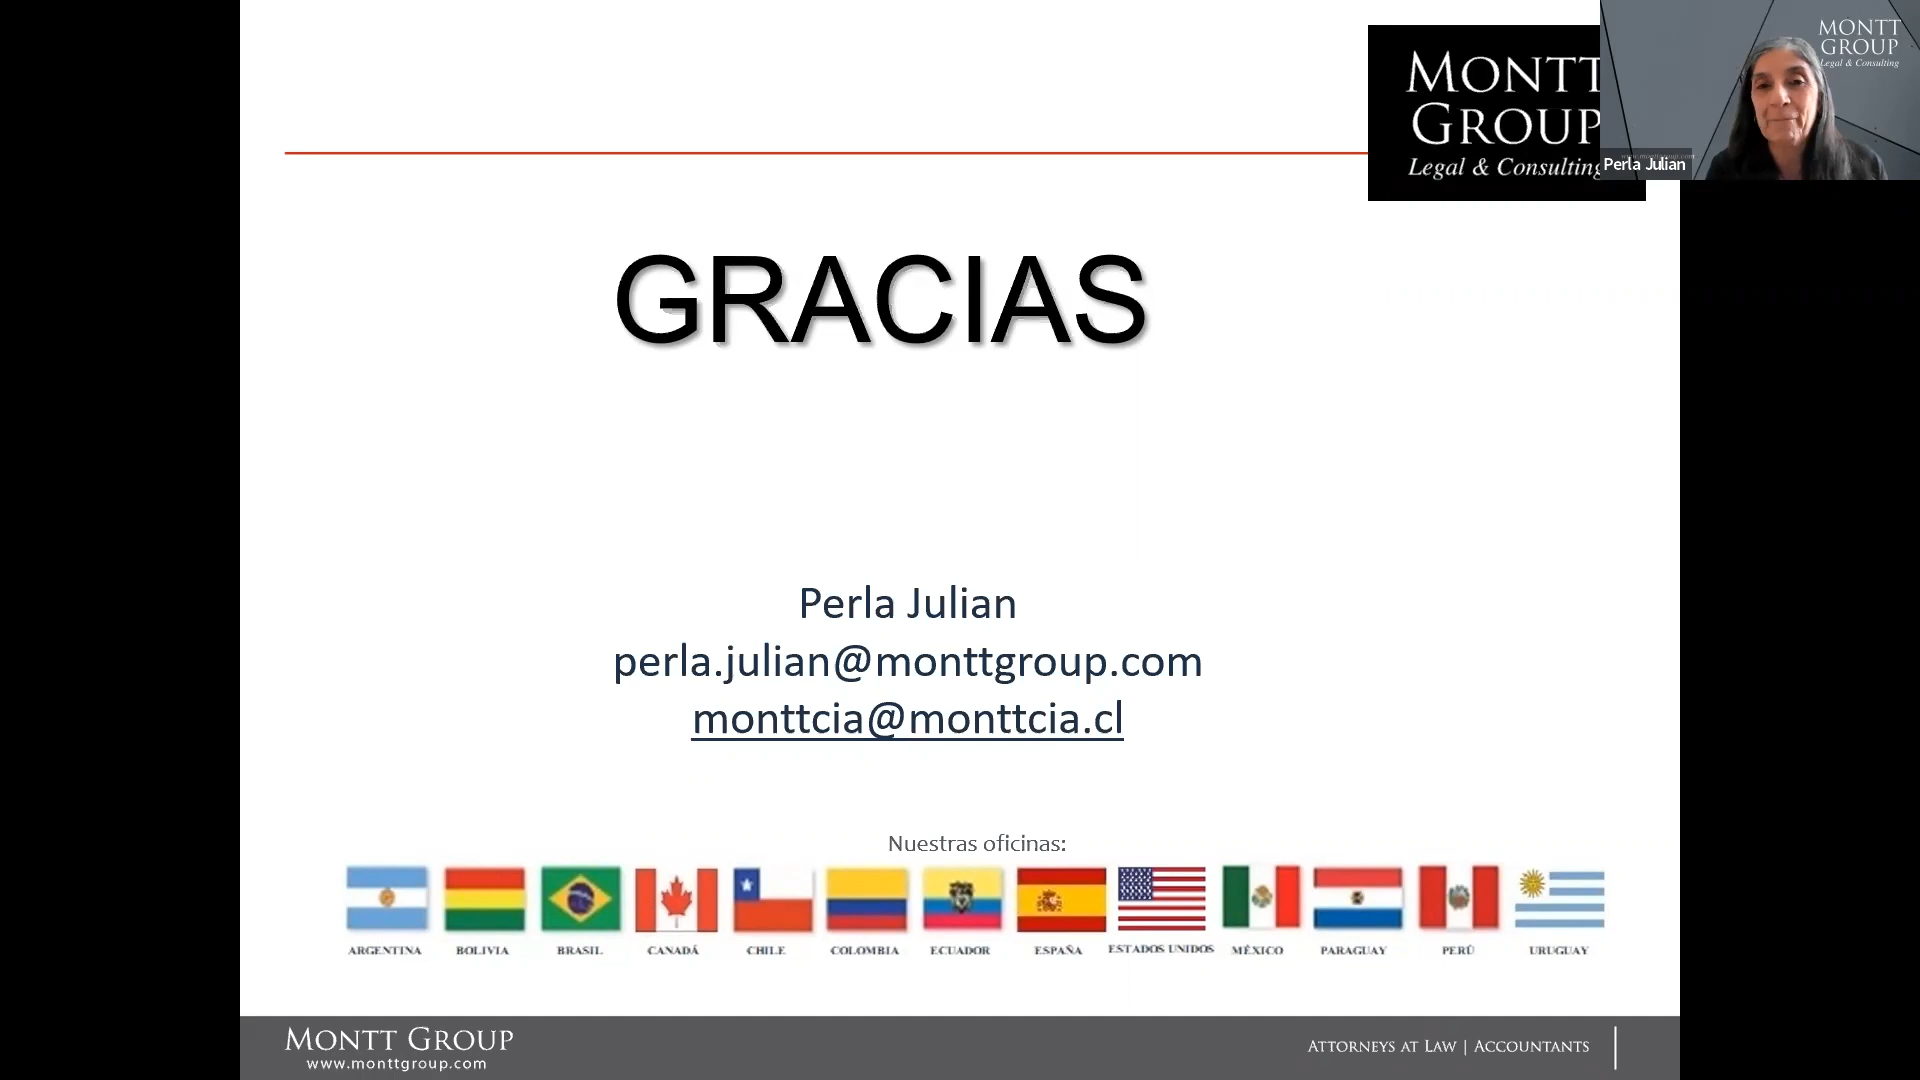 MONTT
GROUP
Legal & Consulting
MONTT
GROUP
Legal & Consulting
Perla Julian
GRACIAS
Perla Julian
perla.julian@monttgroup.com
monttcia@monttcia.cl
Nuestras oficinas:
ARGENTINA BOLIVIA BRASIL CANADÁ CHILE COLOMBIA ECUADOR ESPAÑA ESTADOS UNIDOS MÉXICO PARAGUAY PERÚ URUGUAY
MONTT GROUP
www.monttgroup.com
ATTORNEYS AT LAW | ACCOUNTANTS